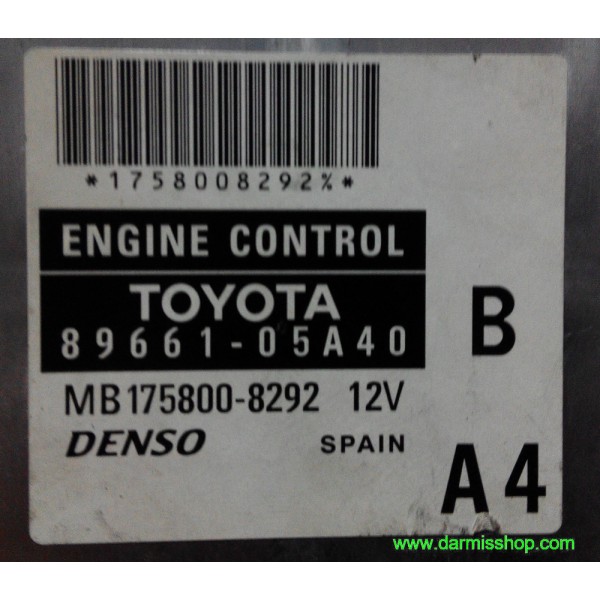 *1758008292%*
ENGINE CONTROL
TOYOTA
89661-05A40
B
MB175800-8292 12V
DENSO SPAIN
A4
www.darmisshop.com